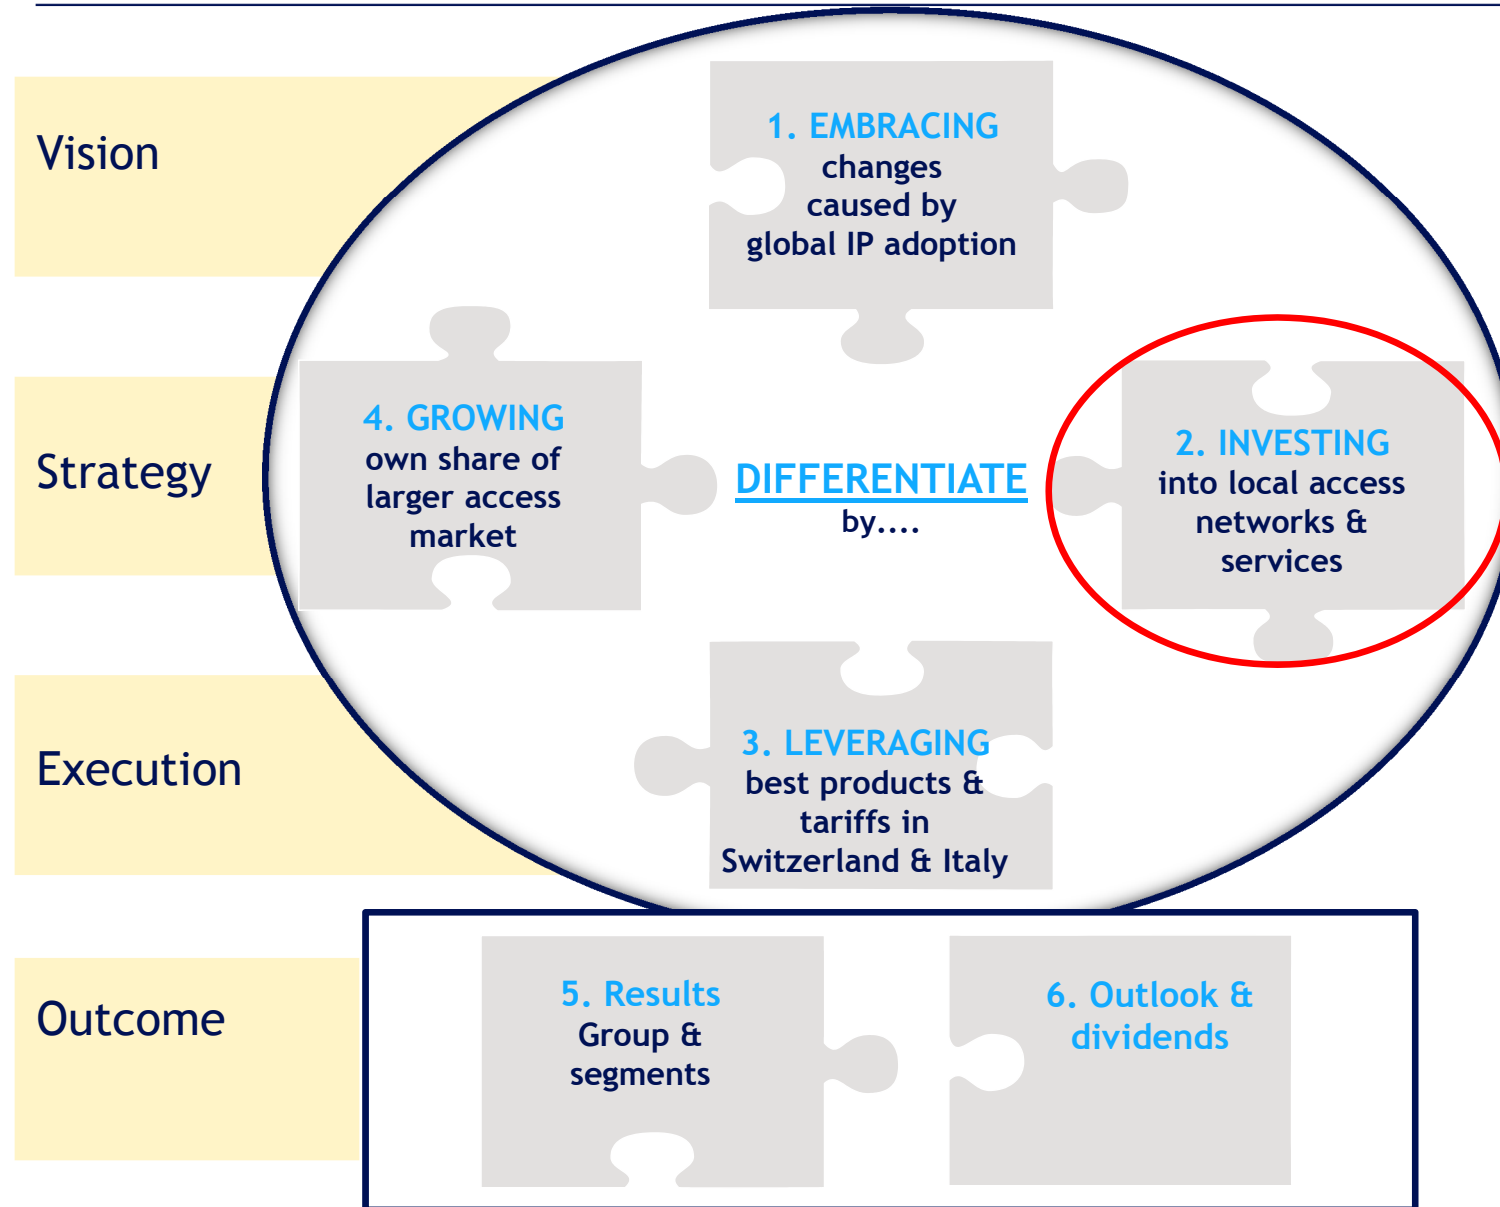 Vision
1. EMBRACING
changes
caused by
global IP adoption
Strategy
4. GROWING
own share of
larger access
market
DIFFERENTIATE
by....
2. INVESTING
into local access
networks &
services
Execution
3. LEVERAGING
best products &
tariffs in
Switzerland & Italy
Outcome
5. Results
Group &
segments
6. Outlook &
dividends